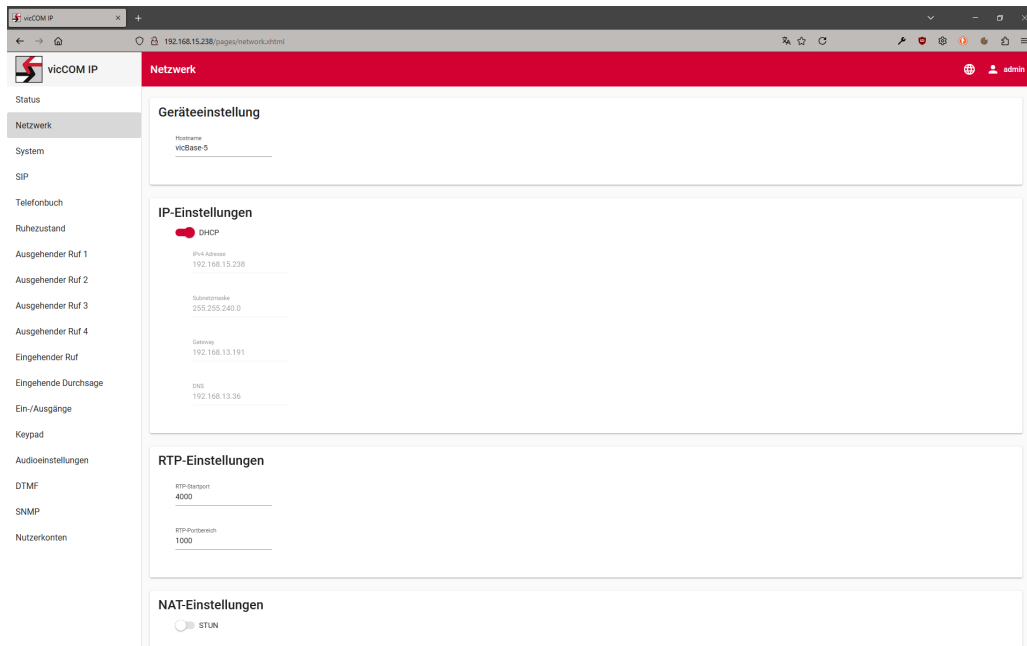 vicCOM IP
192.168.15.238/pages/network.xhtml
vicCOM IP
Netzwerk
admin
Status
Netzwerk
System
SIP
Telefonbuch
Ruhezustand
Ausgehender Ruf 1
Ausgehender Ruf 2
Ausgehender Ruf 3
Ausgehender Ruf 4
Eingehender Ruf
Eingehende Durchsage
Ein-/Ausgänge
Keypad
Audioeinstellungen
DTMF
SNMP
Nutzerkonten
Geräteeinstellung
Hostname
vicBase-5
IP-Einstellungen
DHCP
IPv4-Adresse
192.168.15.238
Subnetzmaske
255.255.240.0
Gateway
192.168.13.191
DNS
192.168.13.36
RTP-Einstellungen
RTP-Startport
4000
RTP-Portbereich
1000
NAT-Einstellungen
STUN